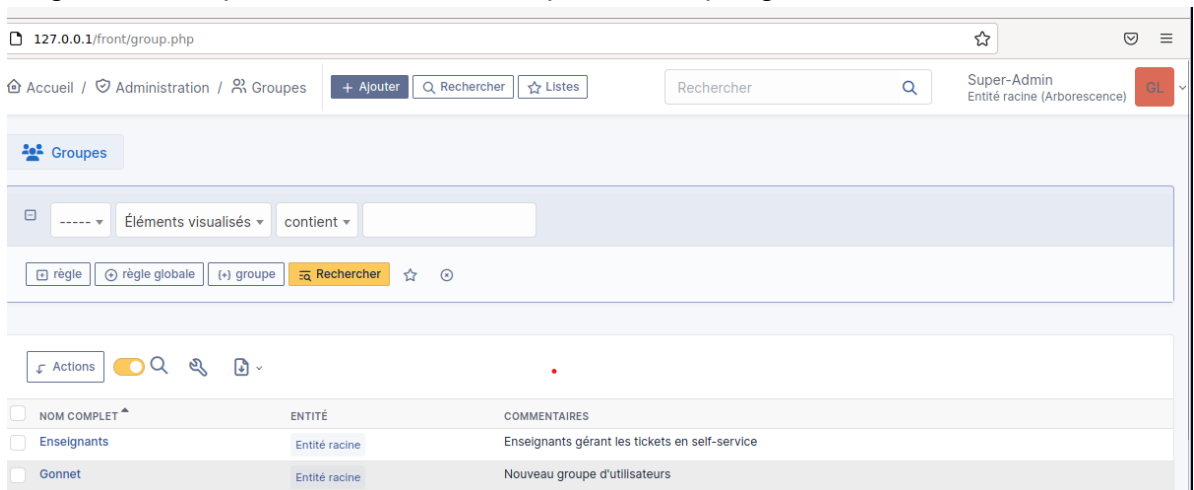 127.0.0.1/front/group.php
Accueil / Administration / Groupes + Ajouter Rechercher Listes Rechercher Super-Admin GL
Entité racine (Arborescence)
Groupes
----- Éléments visualisés contient
règle règle globale groupe Rechercher
Actions
NOM COMPLET ENTITÉ COMMENTAIRES
Enseignants Entité racine Enseignants gérant les tickets en self-service
Gonnet Entité racine Nouveau groupe d'utilisateurs